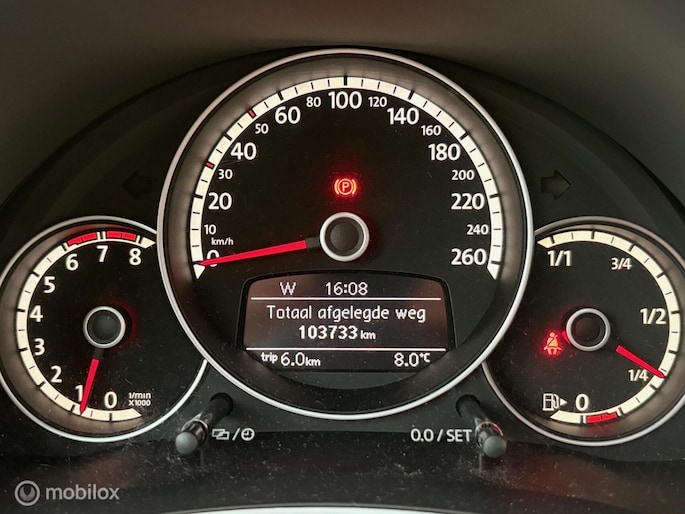 80 100 120
50 60 140
40 160
30 180
20 200
10 220
km/h 240
0 260
6 7 8
5
4
3
2
1
0
1/min
X1000
1/1
3/4
1/2
1/4
0
P
W 16:08
Totaal afgelegde weg
103733 km
trip 6.0 km 8.0 °C
0.0 / SET
mobilox